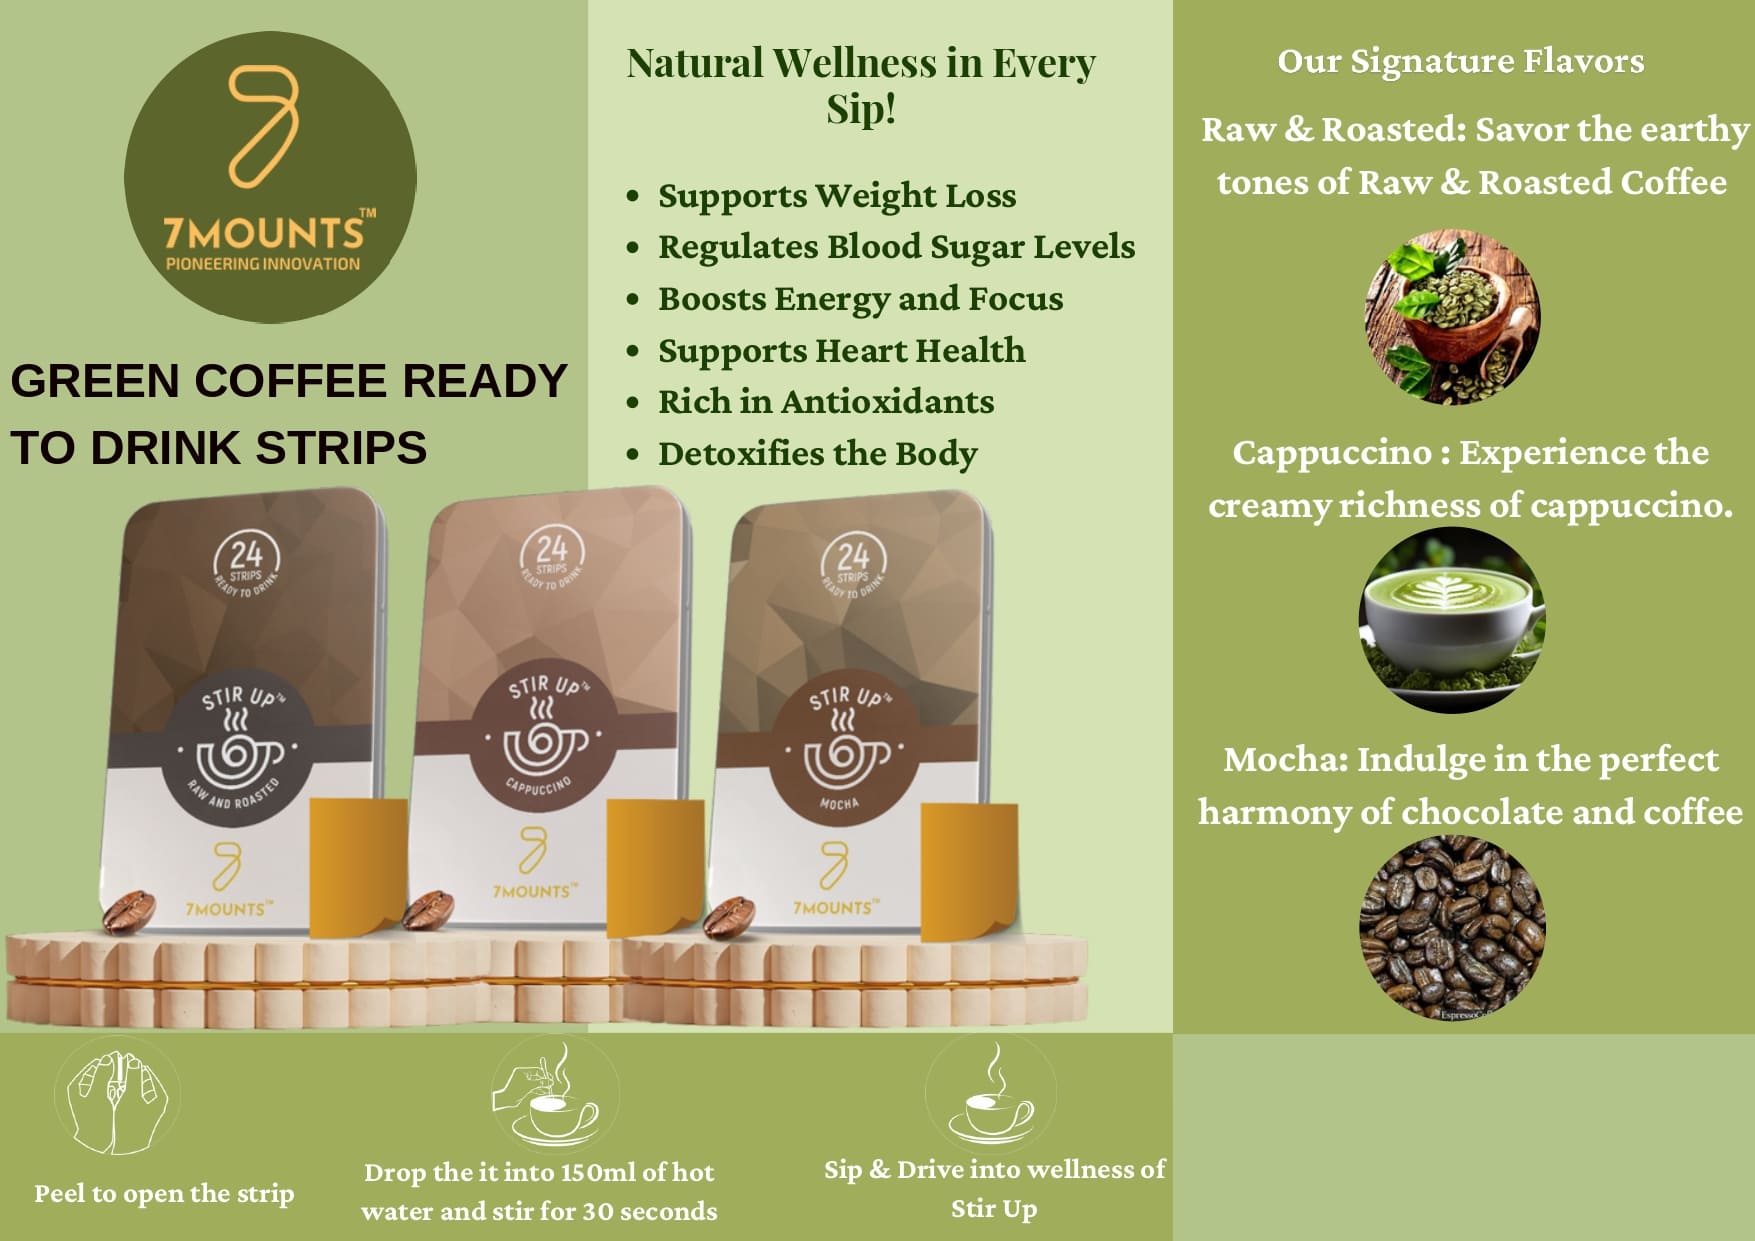 7MOUNTS™
PIONEERING INNOVATION
GREEN COFFEE READY
TO DRINK STRIPS
Natural Wellness in Every
Sip!
• Supports Weight Loss
• Regulates Blood Sugar Levels
• Boosts Energy and Focus
• Supports Heart Health
• Rich in Antioxidants
• Detoxifies the Body
24
STRIPS
READY TO DRINK
STIR UP™
RAW AND ROASTED
7MOUNTS™
24
STRIPS
READY TO DRINK
STIR UP™
CAPPUCCINO
7MOUNTS™
24
STRIPS
READY TO DRINK
STIR UP™
MOCHA
7MOUNTS™
Our Signature Flavors
Raw & Roasted: Savor the earthy
tones of Raw & Roasted Coffee
Cappuccino : Experience the
creamy richness of cappuccino.
Mocha: Indulge in the perfect
harmony of chocolate and coffee
Peel to open the strip
Drop the it into 150ml of hot
water and stir for 30 seconds
Sip & Drive into wellness of
Stir Up